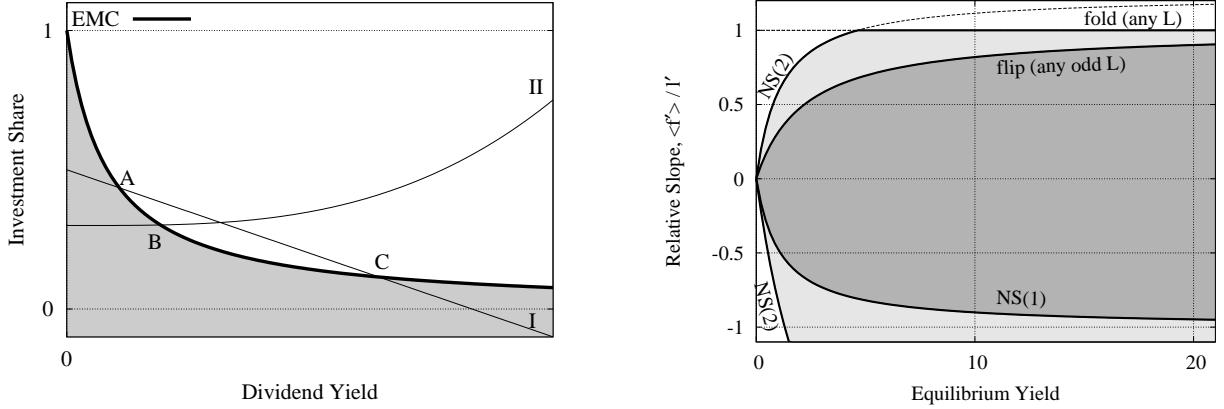 EMC
1
0
A
B
C
I
II
0
Investment Share
Dividend Yield
1
0.5
0
-0.5
-1
0
10
20
fold (any L)
flip (any odd L)
NS(2)
NS(1)
NS(2)
Relative Slope, <f′> / l′
Equilibrium Yield